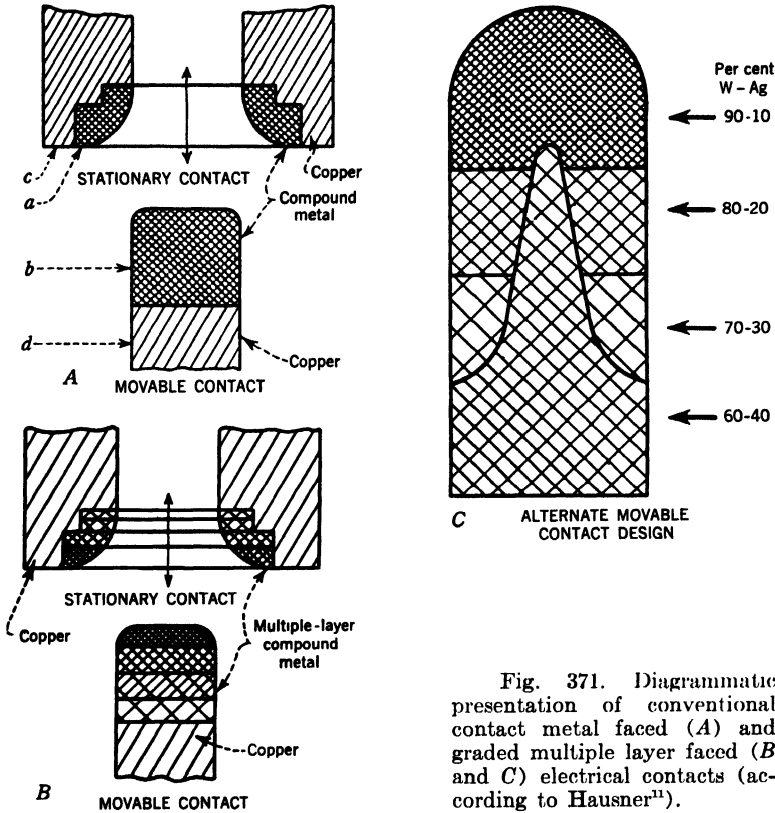 c
a
STATIONARY CONTACT
Copper
Compound
metal
b
d
Copper
A
MOVABLE CONTACT
STATIONARY CONTACT
Copper
Multiple-layer
compound
metal
Copper
B
MOVABLE CONTACT
Per cent
W - Ag
90-10
80-20
70-30
60-40
C
ALTERNATE MOVABLE
CONTACT DESIGN
Fig. 371. Diagrammatic
presentation of conventional
contact metal faced (A) and
graded multiple layer faced (B
and C) electrical contacts (ac-
cording to Hausner¹¹).